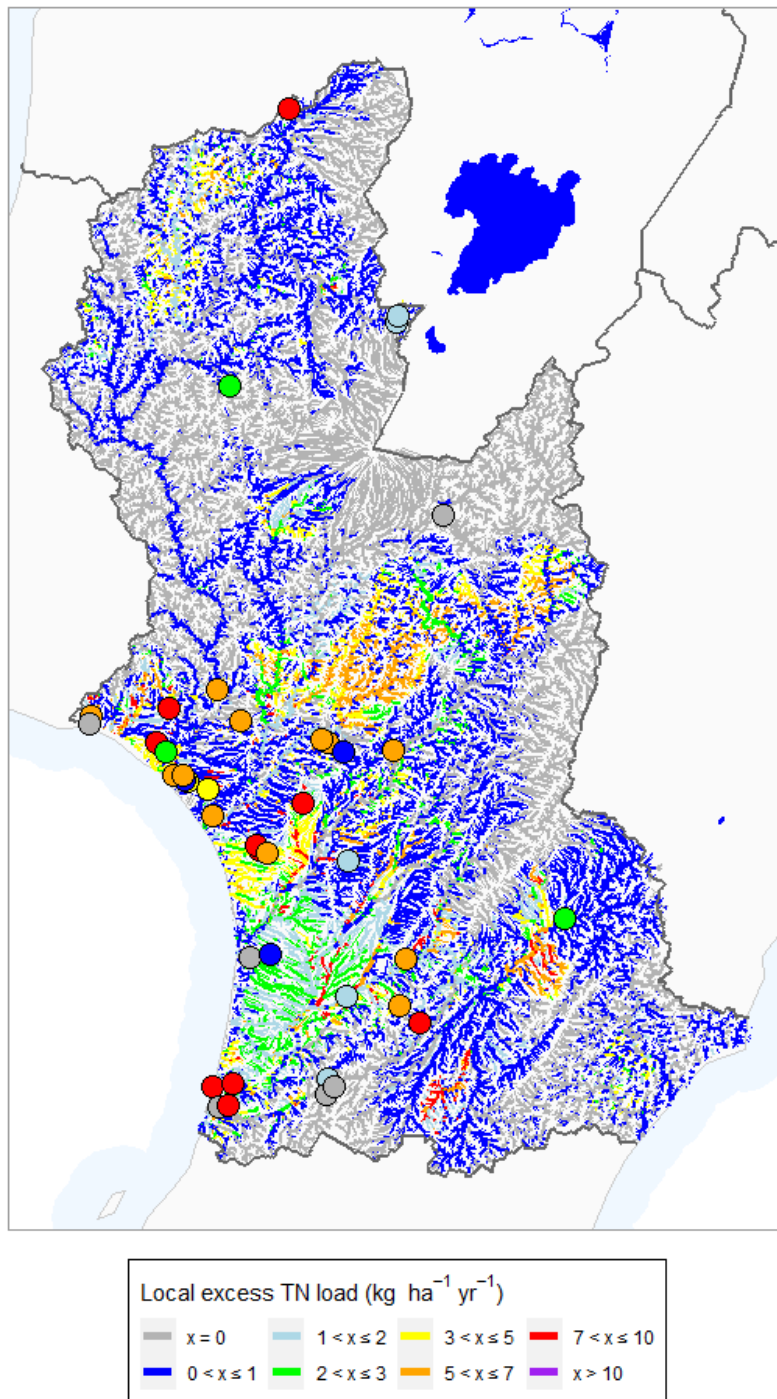 Local excess TN load (kg ha⁻¹ yr⁻¹)
x = 0 1 < x ≤ 2 3 < x ≤ 5 7 < x ≤ 10
0 < x ≤ 1 2 < x ≤ 3 5 < x ≤ 7 x > 10